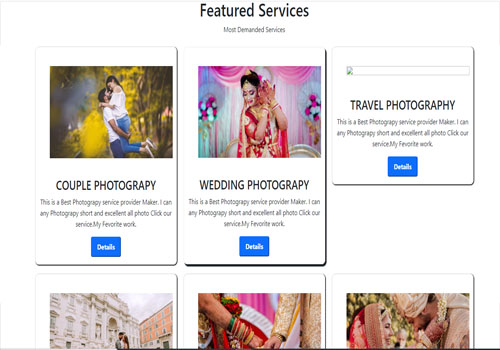 Featured Services
Most Demanded Services
COUPLE PHOTOGRAPY
This is a Best Photograpy service provider Maker. I can
any Photograpy short and excellent all photo Click our
service.My Fevorite work.
Details
WEDDING PHOTOGRAPY
This is a Best Photograpy service provider Maker. I can
any Photograpy short and excellent all photo Click our
service.My Fevorite work.
Details
TRAVEL PHOTOGRAPHY
This is a Best Photograpy service provider Maker. I can
any Photograpy short and excellent all photo Click our
service.My Favorite work.
Details